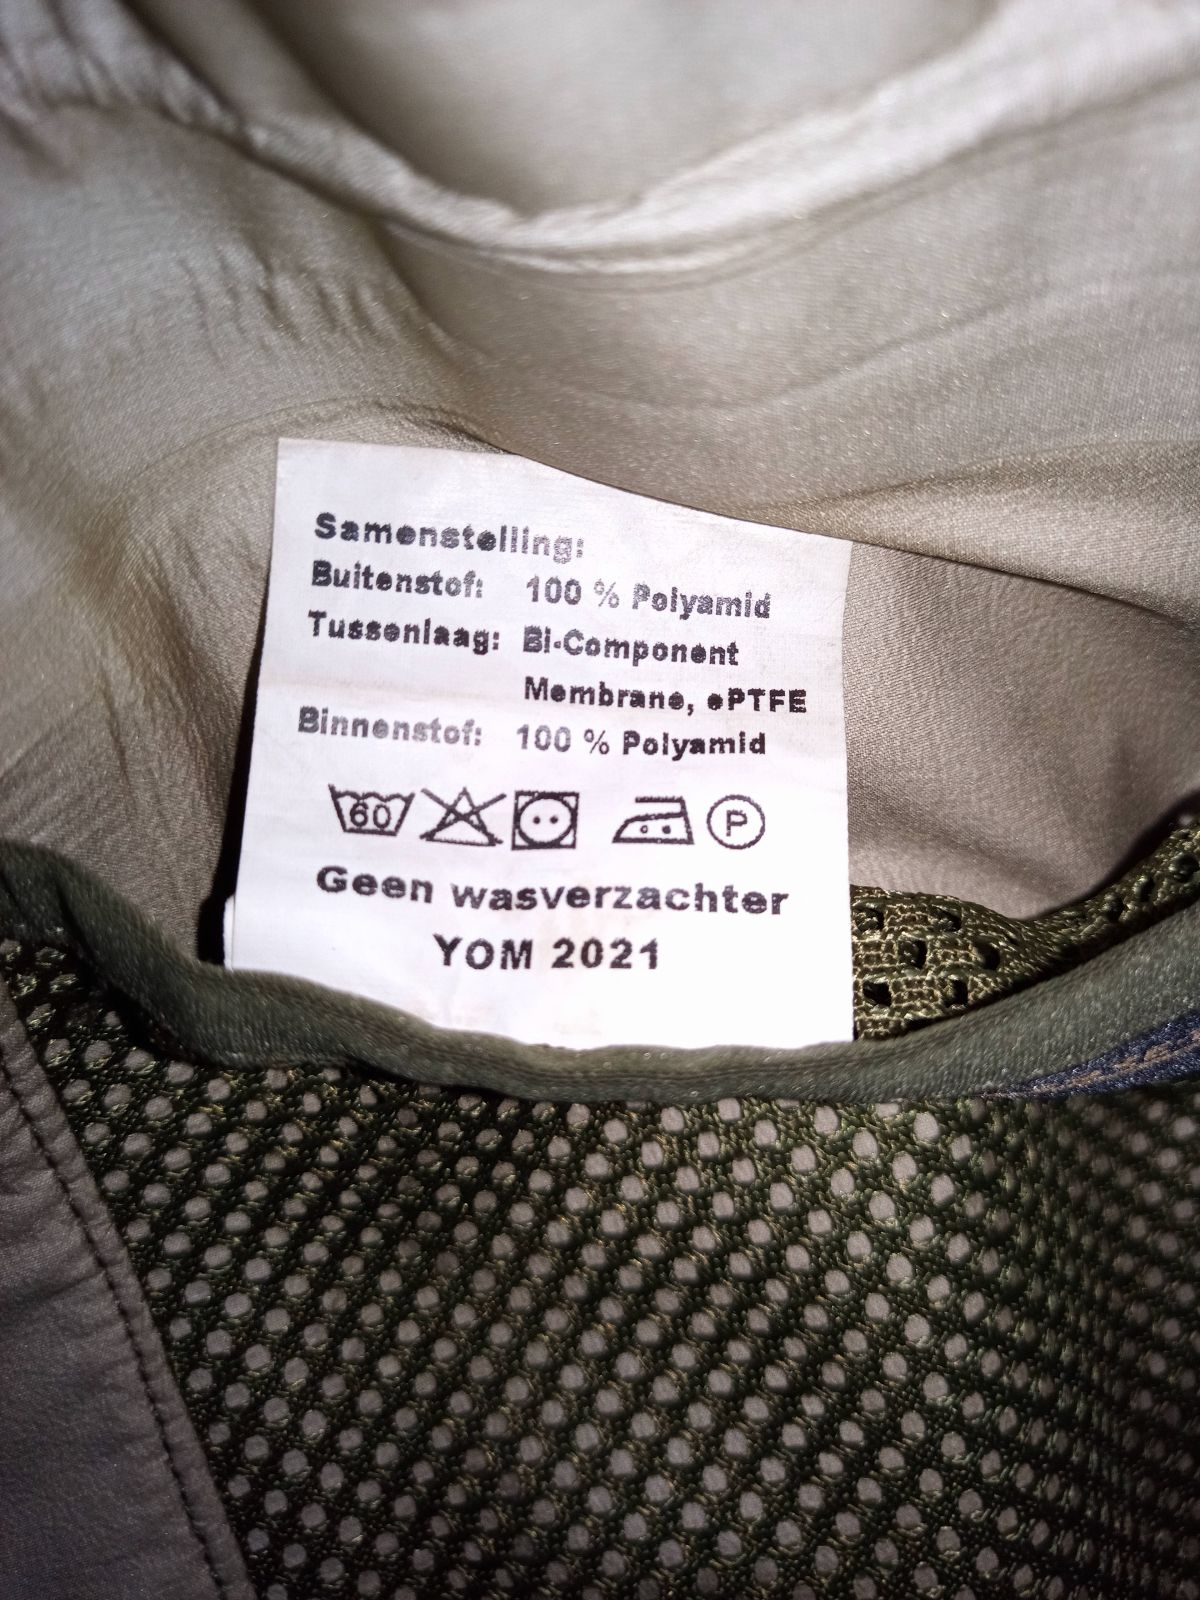 Samenstelling:
Buitenstof: 100 % Polyamid
Tussenlaag: Bi-Component
Membrane, ePTFE
Binnenstof: 100 % Polyamid
60 P
Geen wasverzachter
YOM 2021